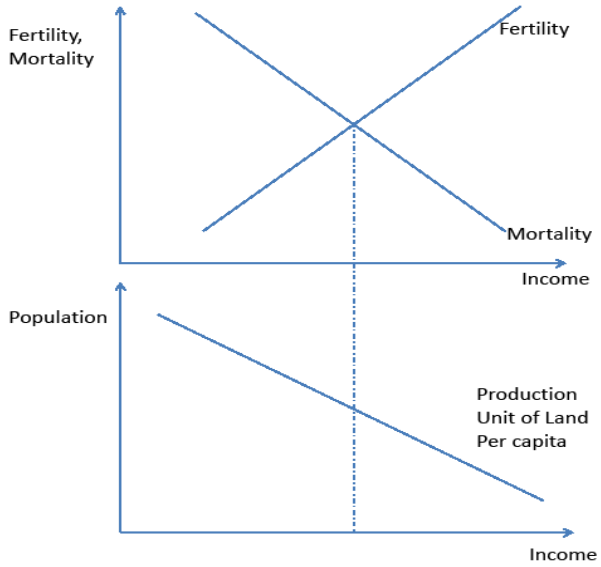 Fertility,
Mortality
Fertility
Mortality
Income
Population
Production
Unit of Land
Per capita
Income